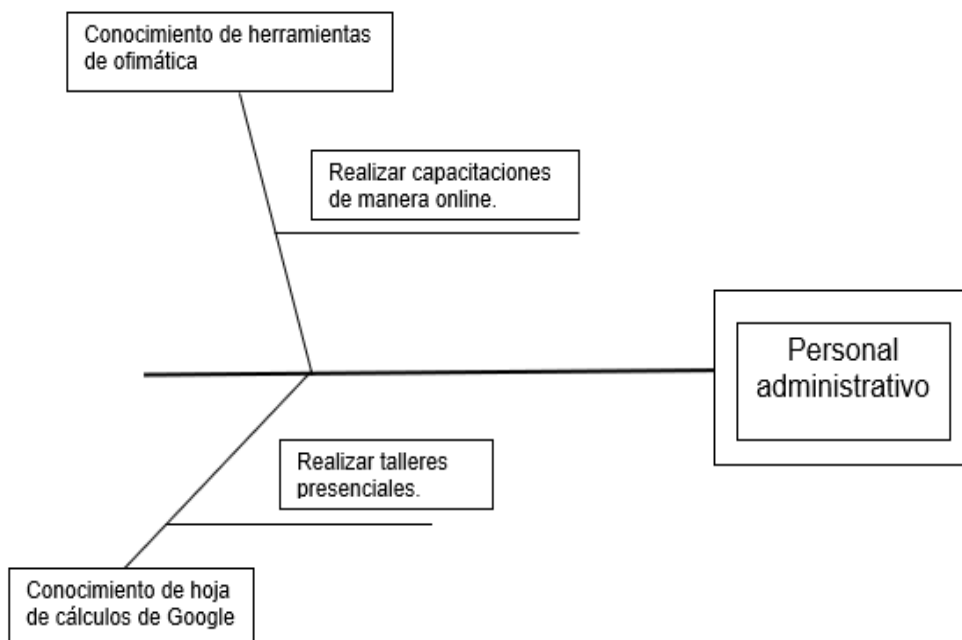 Conocimiento de herramientas
de ofimática
Realizar capacitaciones
de manera online.
Personal
administrativo
Realizar talleres
presenciales.
Conocimiento de hoja
de cálculos de Google